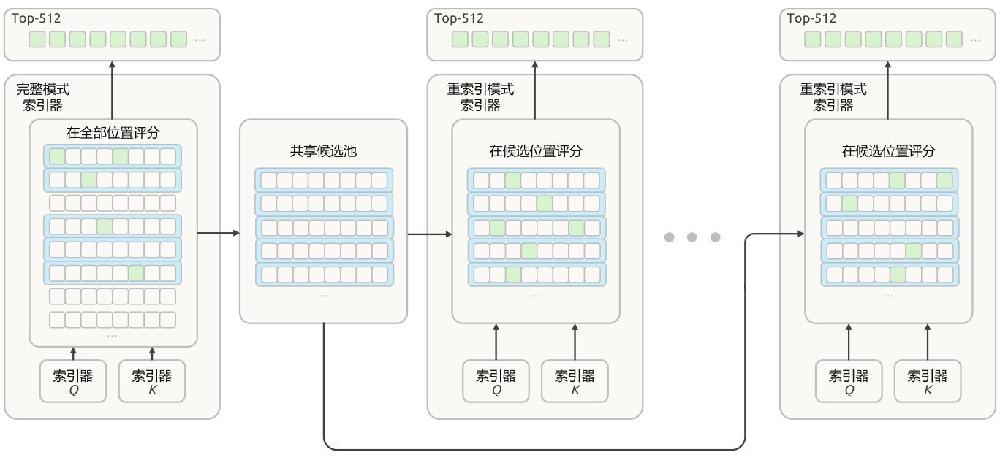 Top-512
...
完整模式
索引器
在全部位置评分
...
索引器
Q
索引器
K
共享候选池
...
Top-512
...
重索引模式
索引器
在候选位置评分
...
索引器
Q
索引器
K
Top-512
...
重索引模式
索引器
在候选位置评分
...
索引器
Q
索引器
K